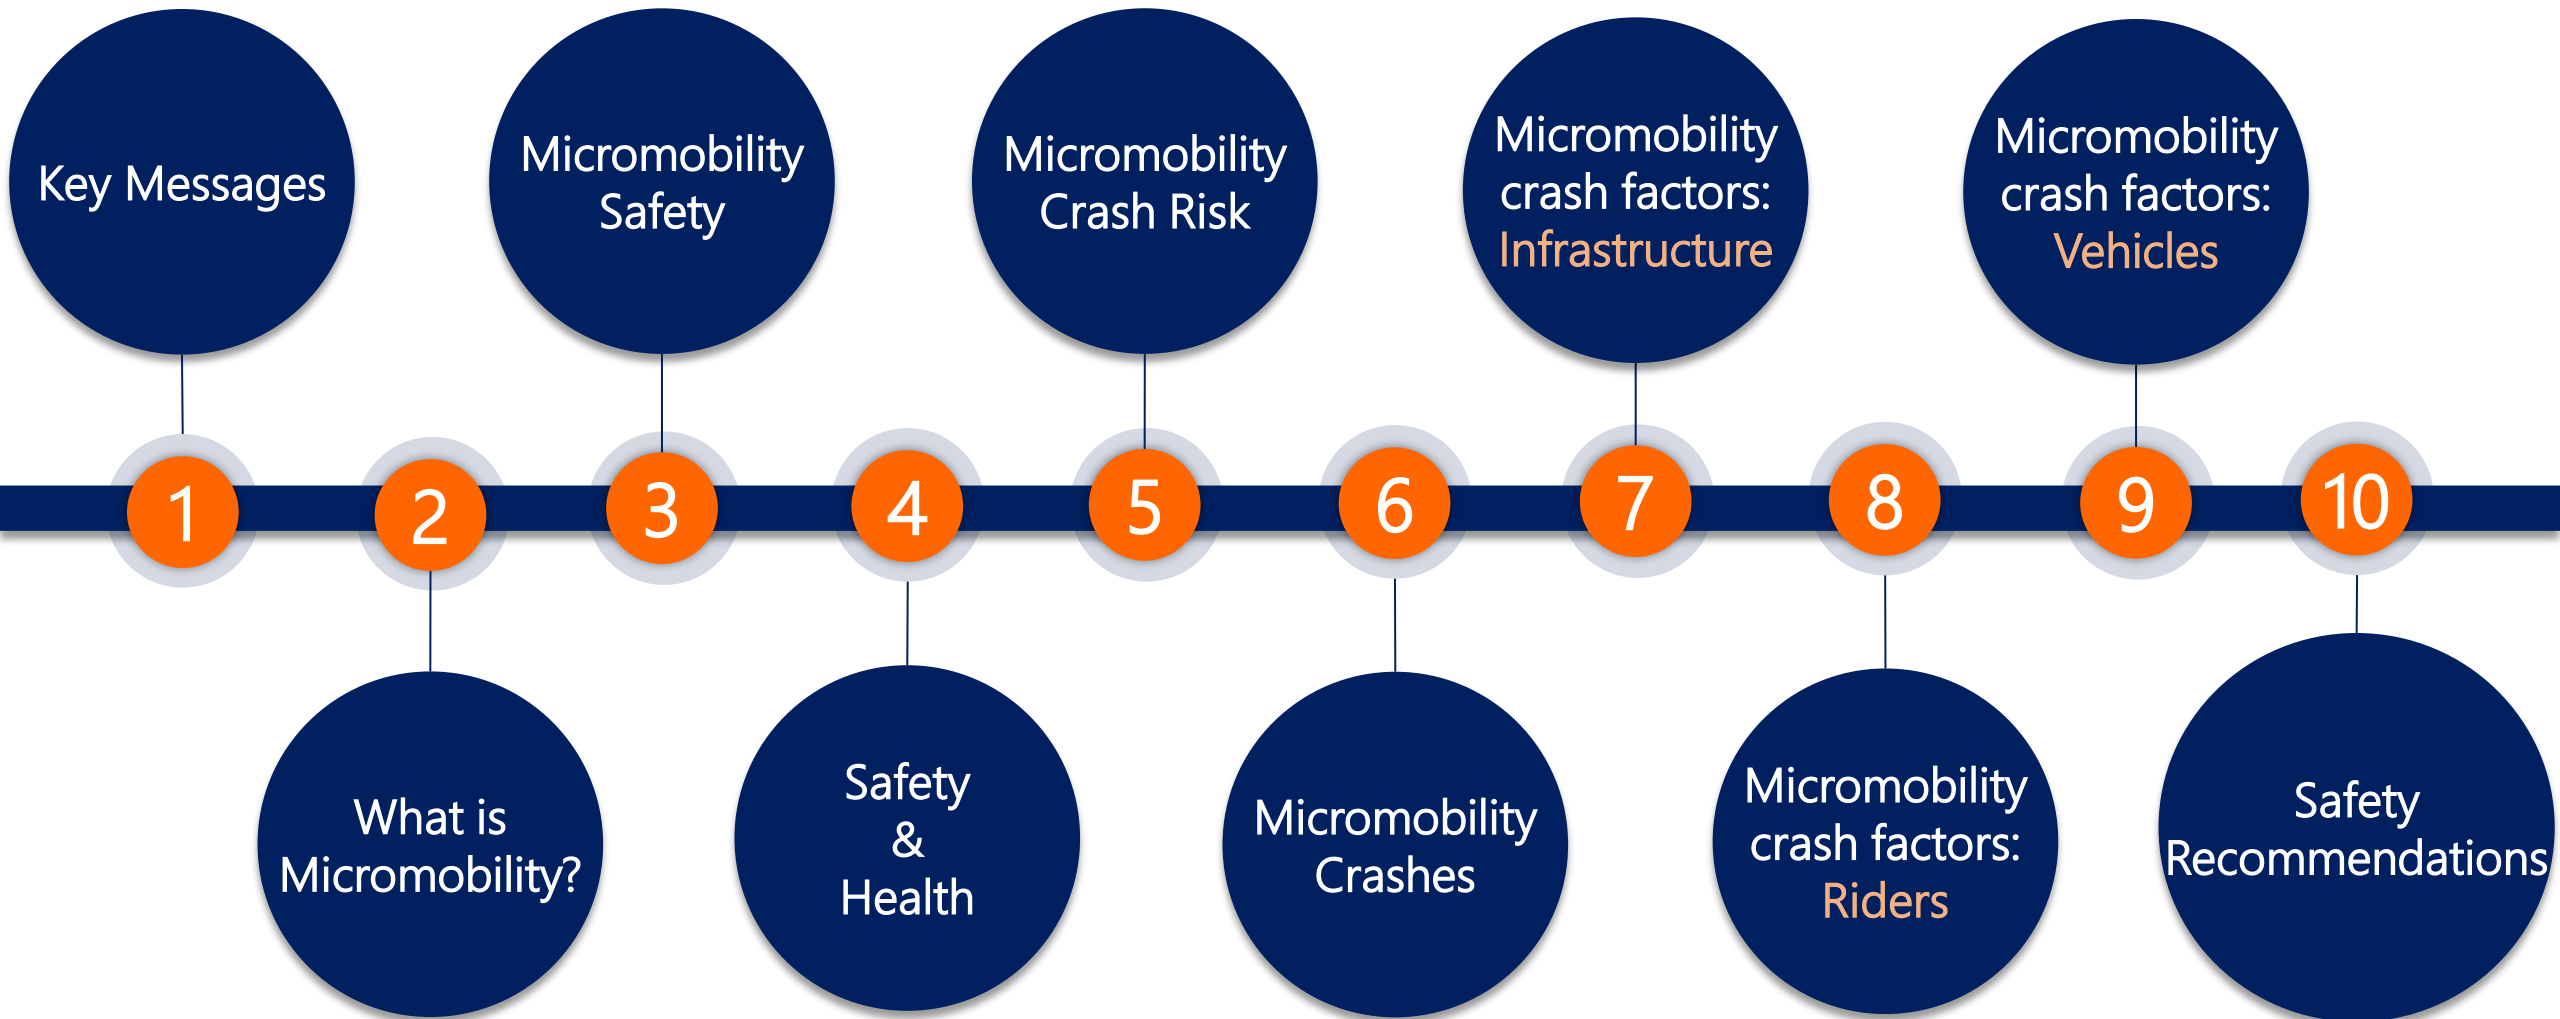 1
Key Messages
2
What is
Micromobility?
3
Micromobility
Safety
4
Safety
&
Health
5
Micromobility
Crash Risk
6
Micromobility
Crashes
7
Micromobility
crash factors:
Infrastructure
8
Micromobility
crash factors:
Riders
9
Micromobility
crash factors:
Vehicles
10
Safety
Recommendations